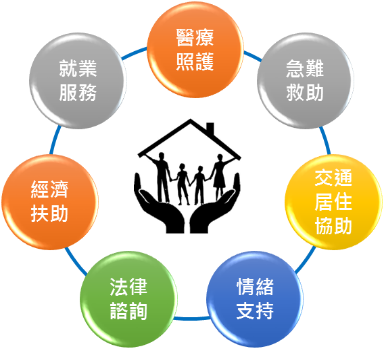 醫療
照護
急難
救助
交通
居住
協助
情緒
支持
法律
諮詢
經濟
扶助
就業
服務